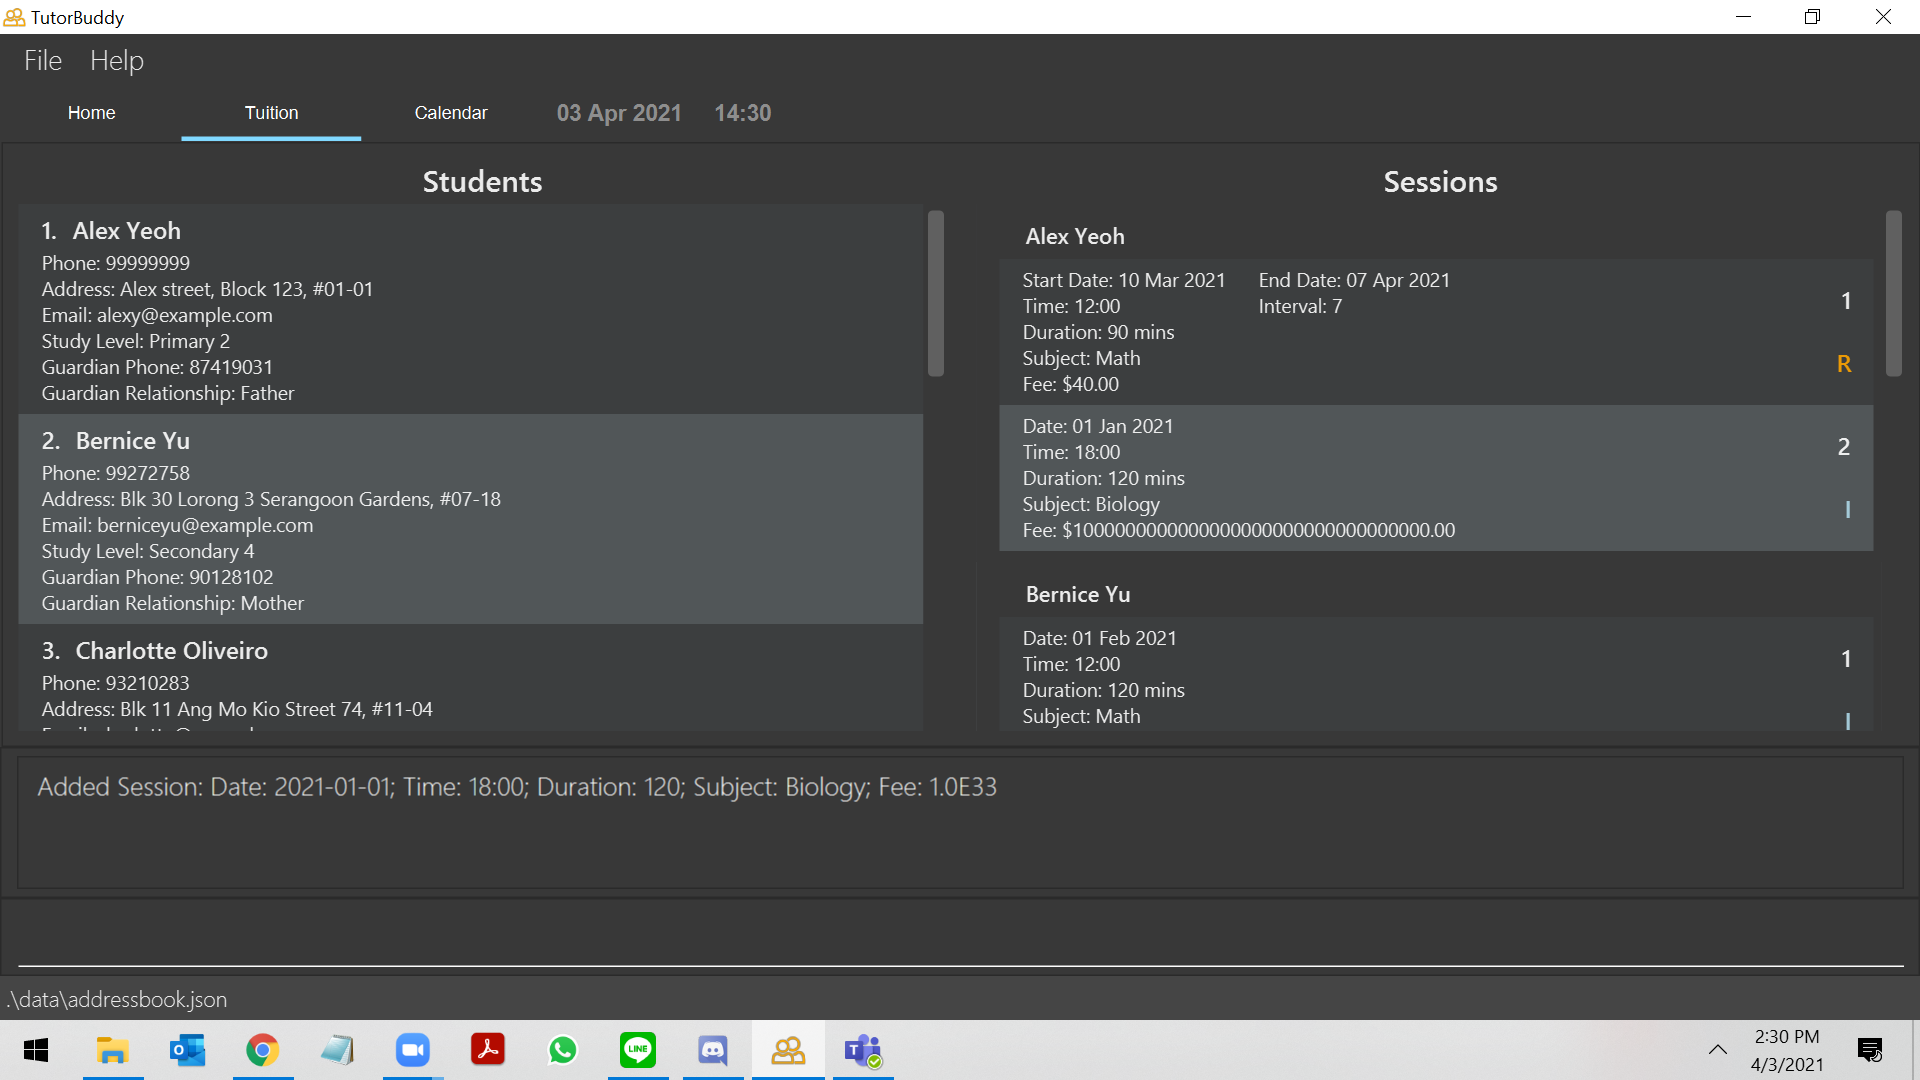 TutorBuddy
File Help
Home Tuition Calendar 03 Apr 2021 14:30
Students
1. Alex Yeoh
Phone: 99999999
Address: Alex street, Block 123, #01-01
Email: alexy@example.com
Study Level: Primary 2
Guardian Phone: 87419031
Guardian Relationship: Father
2. Bernice Yu
Phone: 99272758
Address: Blk 30 Lorong 3 Serangoon Gardens, #07-18
Email: berniceyu@example.com
Study Level: Secondary 4
Guardian Phone: 90128102
Guardian Relationship: Mother
3. Charlotte Oliveiro
Phone: 93210283
Address: Blk 11 Ang Mo Kio Street 74, #11-04
Sessions
Alex Yeoh
Start Date: 10 Mar 2021 End Date: 07 Apr 2021
Time: 12:00 Interval: 7
1
Duration: 90 mins
Subject: Math
R
Fee: $40.00
Date: 01 Jan 2021
Time: 18:00
2
Duration: 120 mins
Subject: Biology
I
Fee: $1000000000000000000000000000000000.00
Bernice Yu
Date: 01 Feb 2021
Time: 12:00
1
Duration: 120 mins
Subject: Math
I
Added Session: Date: 2021-01-01; Time: 18:00; Duration: 120; Subject: Biology; Fee: 1.0E33
.\data\addressbook.json
LINE
2:30 PM
4/3/2021